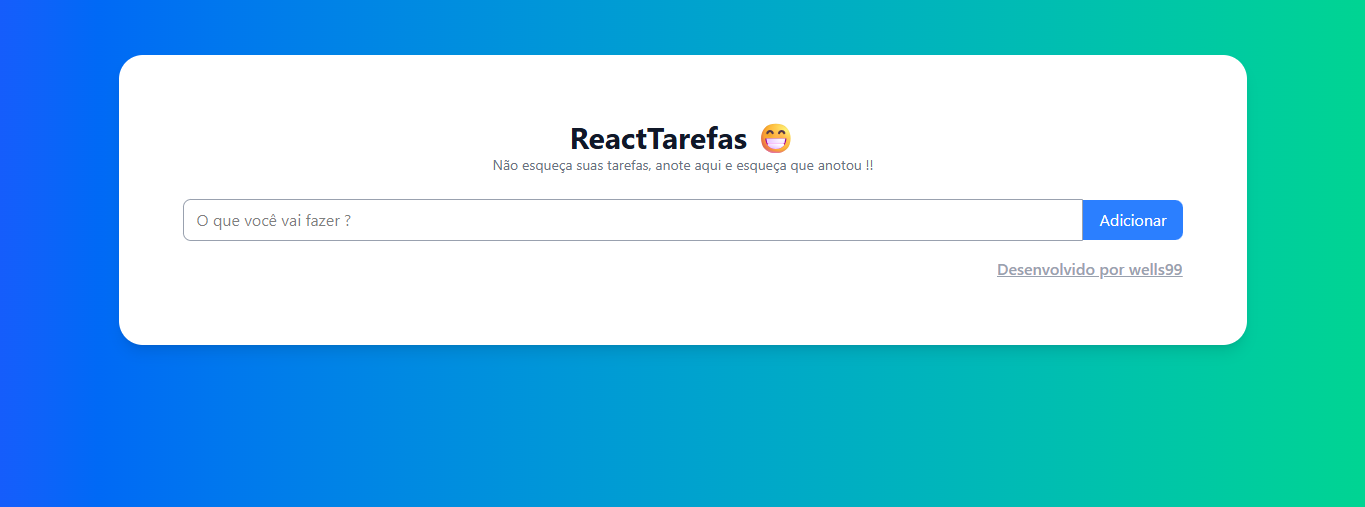 ReactTarefas 😁
Não esqueça suas tarefas, anote aqui e esqueça que anotou !!
O que você vai fazer ?
Adicionar
Desenvolvido por wells99